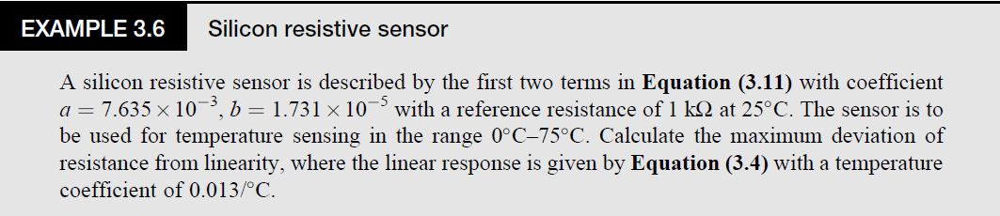 EXAMPLE 3.6 Silicon resistive sensor
A silicon resistive sensor is described by the first two terms in Equation (3.11) with coefficient
a = 7.635 × 10⁻³, b = 1.731 × 10⁻⁵ with a reference resistance of 1 kΩ at 25°C. The sensor is to
be used for temperature sensing in the range 0°C–75°C. Calculate the maximum deviation of
resistance from linearity, where the linear response is given by Equation (3.4) with a temperature
coefficient of 0.013/°C.